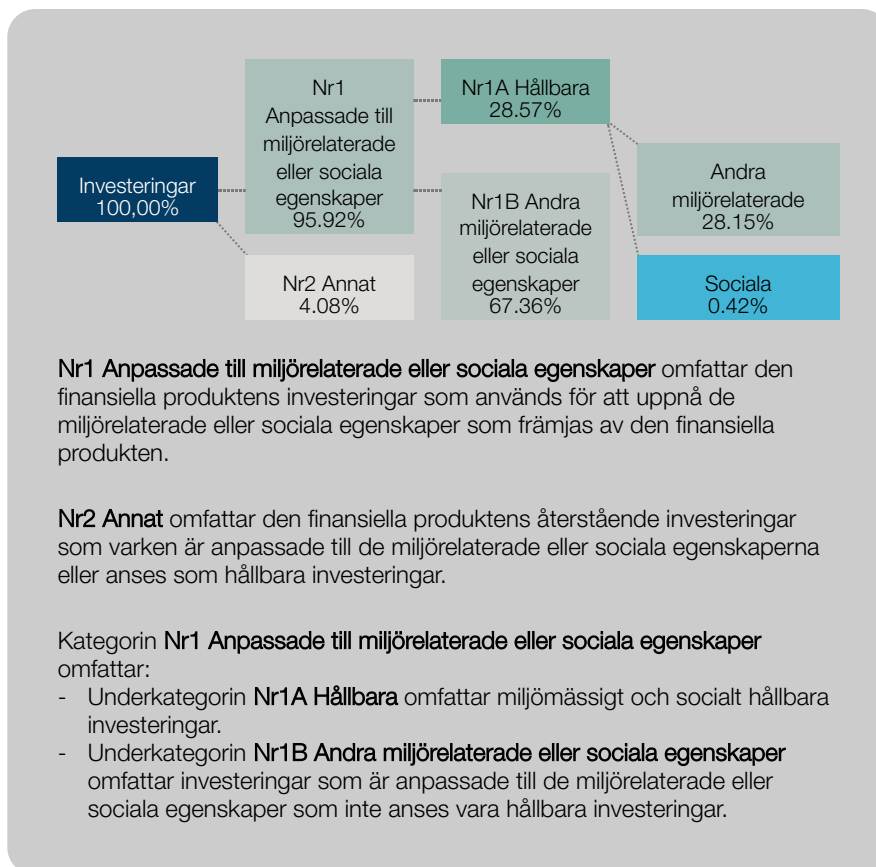 Investeringar
100,00%
Nr1
Anpassade till
miljörelaterade
eller sociala
egenskaper
95.92%
Nr2 Annat
4.08%
Nr1A Hållbara
28.57%
Nr1B Andra
miljörelaterade
eller sociala
egenskaper
67.36%
Andra
miljörelaterade
28.15%
Sociala
0.42%
Nr1 Anpassade till miljörelaterade eller sociala egenskaper omfattar den
finansiella produktens investeringar som används för att uppnå de
miljörelaterade eller sociala egenskaper som främjas av den finansiella
produkten.
Nr2 Annat omfattar den finansiella produktens återstående investeringar
som varken är anpassade till de miljörelaterade eller sociala egenskaperna
eller anses som hållbara investeringar.
Kategorin Nr1 Anpassade till miljörelaterade eller sociala egenskaper
omfattar:
- Underkategorin Nr1A Hållbara omfattar miljömässigt och socialt hållbara
investeringar.
- Underkategorin Nr1B Andra miljörelaterade eller sociala egenskaper
omfattar investeringar som är anpassade till de miljörelaterade eller
sociala egenskaper som inte anses vara hållbara investeringar.